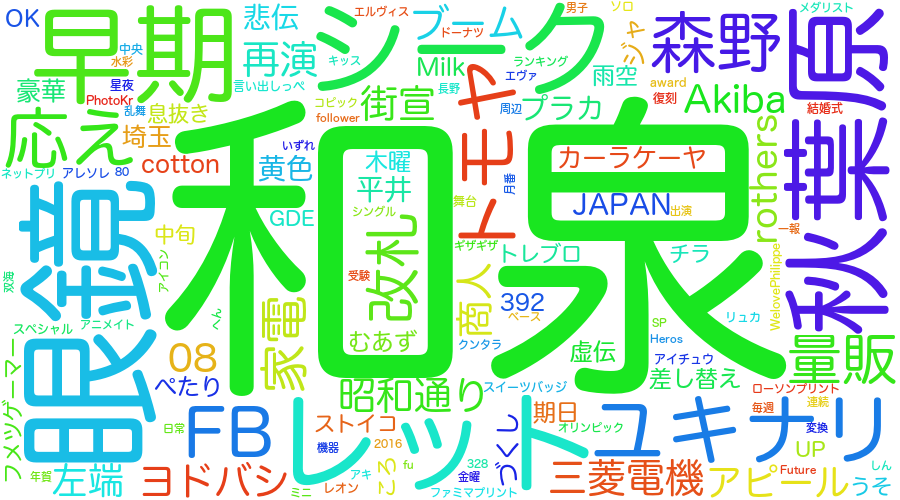 OK
早期
悲伝
エルヴィス
シーク
ブーム
ドーナツ
男子
ソロ
ジャ
森野
メダリスト
秋葉原
中央
水彩
星夜
豪華
PhotoKr
乱舞
息抜き
再演
言い出しっぺ
キッス
Milk
長野
ランキング
エヴァ
雨空
award
復刻
Akiba
結婚式
コピック
follower
街宣
トモヤ
周辺
プラカ
rothers
応え
埼玉
cotton
黄色
いずれ
ネットプリ
アレソレ
80
和泉
木曜
平井
シングル
カーラケーヤ
JAPAN
出演
月番
舞台
GDE
眼鏡
中旬
アイコン
双海
改札
受験
ギザギザ
トレブロ
チラ
一報
WelovePhilippe
へん
家電
商人
392
ベース
クンタラ
SP
Heros
リュカ
スペシャル
アニメイト
むあず
虚伝
アイチュウ
差し替え
量販
フメツゲーマー
08
ぺたり
昭和通り
スイーツバッジ
ローソンプリント
毎週
連続
FB
日常
レット
ストイコ
機器
2016
ころ
fu
328
金曜
づくし
期日
オリンピック
ユキナリ
変換
UP
年賀
左端
ヨドバシ
ミニ
レオン
アキ
ファミマプリント
三菱電機
アピール
Future
しん
うそ